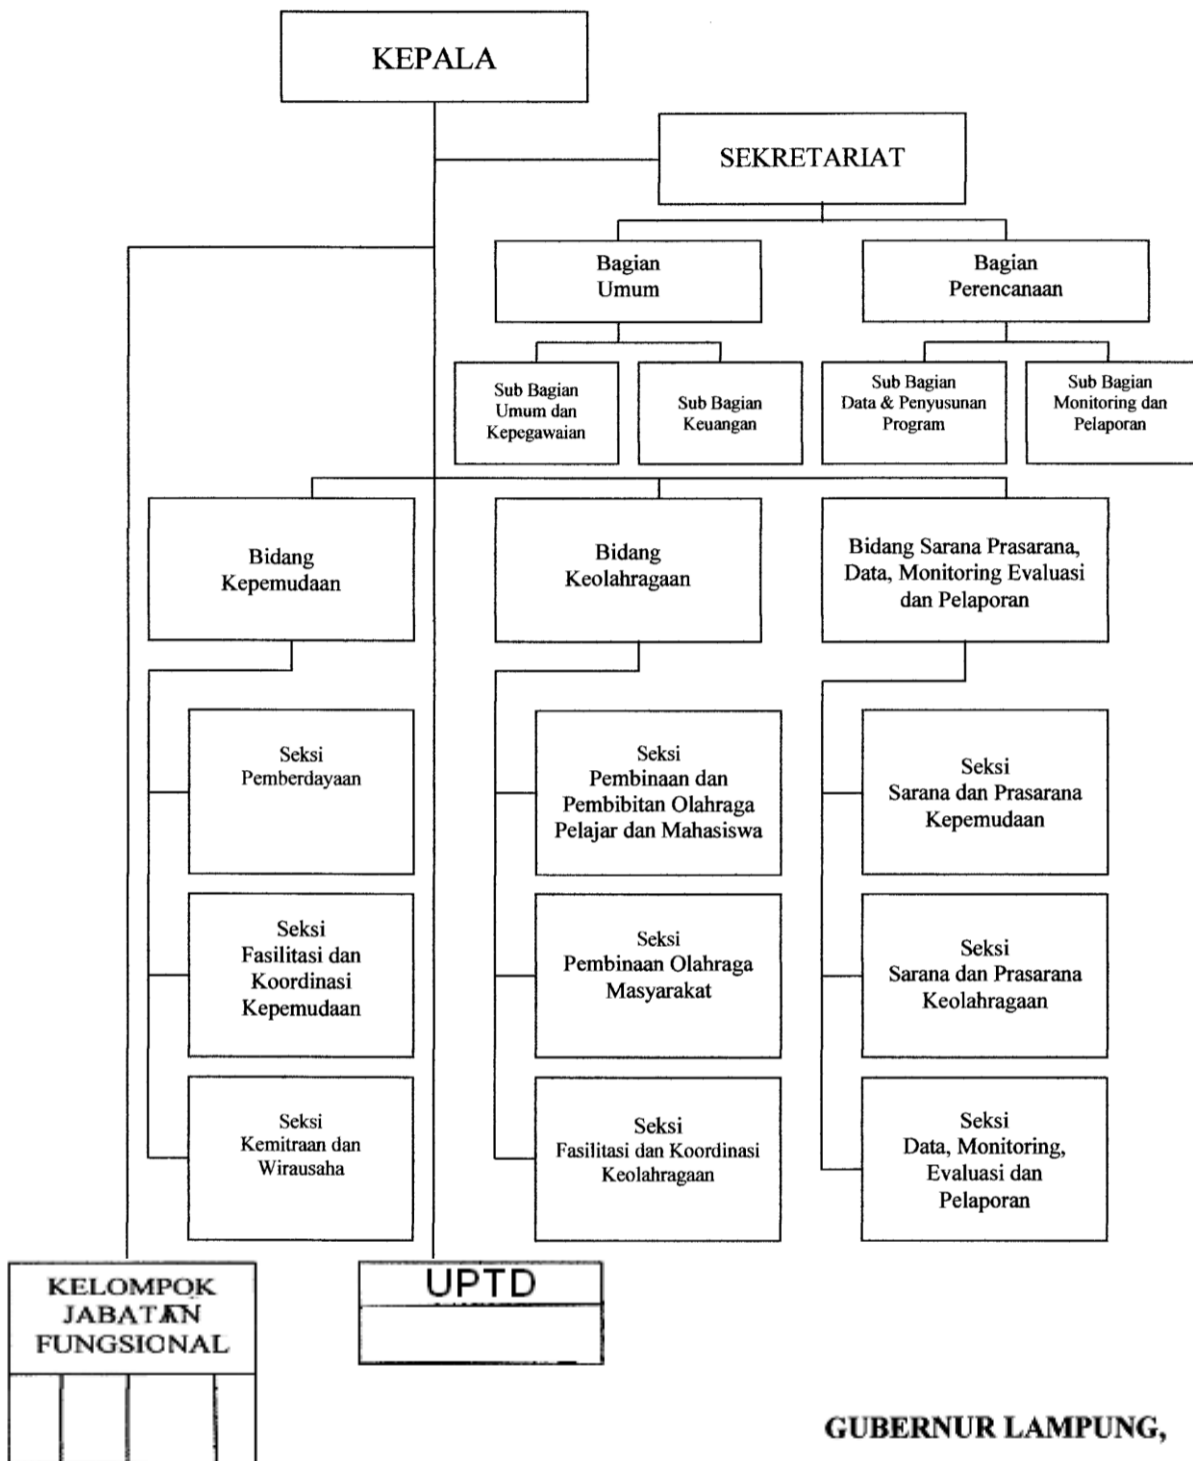 KEPALA
SEKRETARIAT
Bagian
Umum
Bagian
Perencanaan
Sub Bagian
Umum dan
Kepegawaian
Sub Bagian
Keuangan
Sub Bagian
Data & Penyusunan
Program
Sub Bagian
Monitoring dan
Pelaporan
Bidang
Kepemudaan
Bidang
Keolahragaan
Bidang Sarana Prasarana,
Data, Monitoring Evaluasi
dan Pelaporan
Seksi
Pemberdayaan
Seksi
Pembinaan dan
Pembibitan Olahraga
Pelajar dan Mahasiswa
Seksi
Sarana dan Prasarana
Kepemudaan
Seksi
Fasilitasi dan
Koordinasi
Kepemudaan
Seksi
Pembinaan Olahraga
Masyarakat
Seksi
Sarana dan Prasarana
Keolahragaan
Seksi
Kemitraan dan
Wirausaha
Seksi
Fasilitasi dan Koordinasi
Keolahragaan
Seksi
Data, Monitoring,
Evaluasi dan
Pelaporan
KELOMPOK
JABATAN
FUNGSIONAL
UPTD
GUBERNUR LAMPUNG,